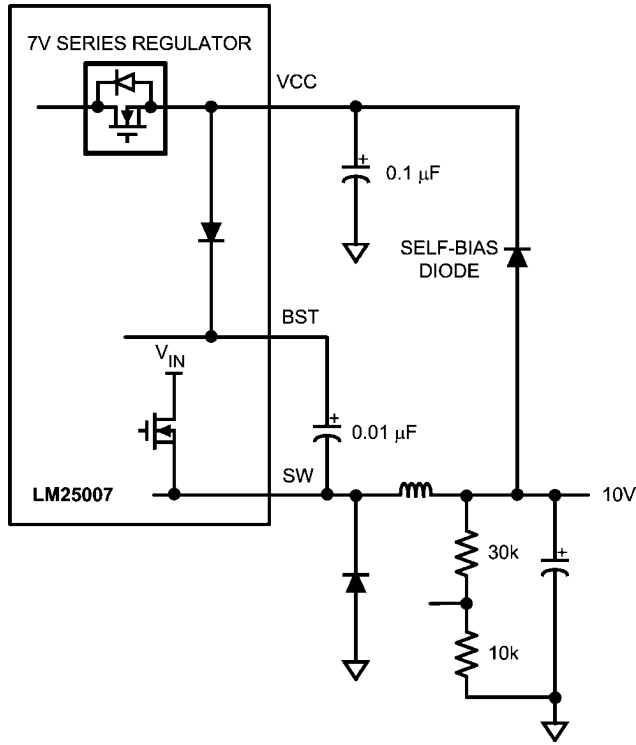 7V SERIES REGULATOR
VCC
+
0.1 μF
SELF-BIAS
DIODE
BST
VIN
+
0.01 μF
SW
LM25007
10V
30k
+
10k